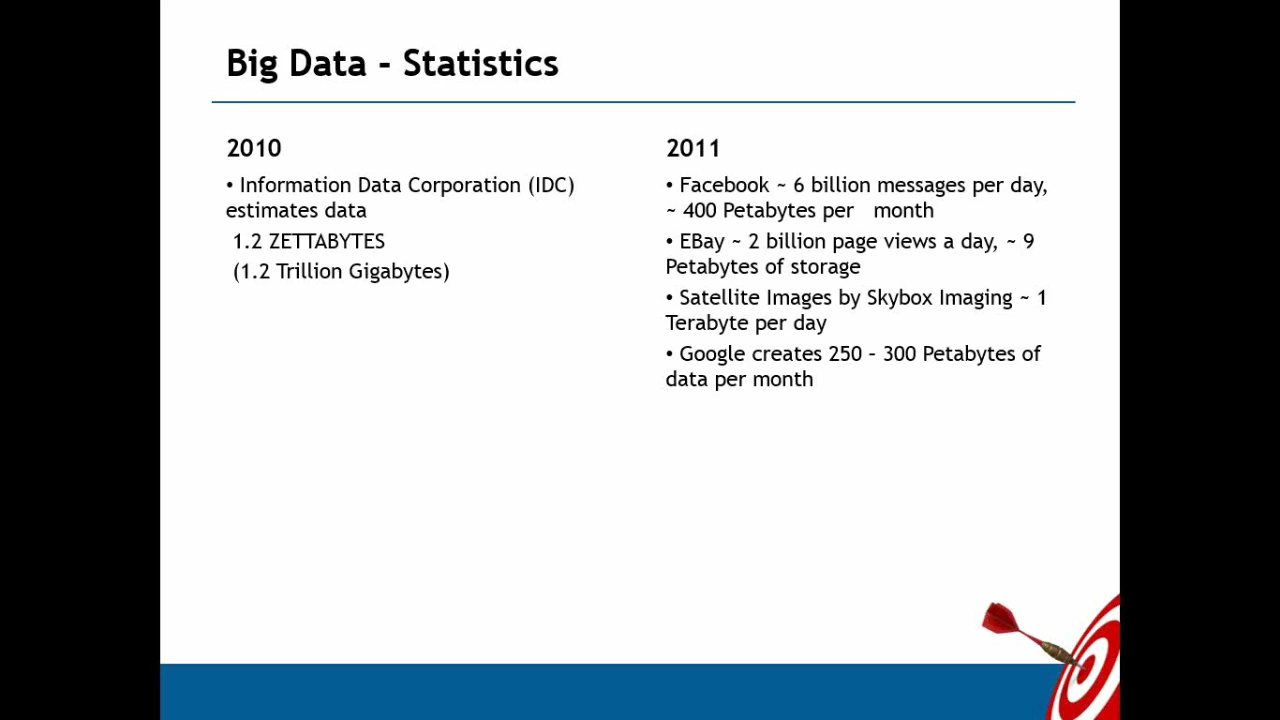 Big Data - Statistics
2010
• Information Data Corporation (IDC)
estimates data
1.2 ZETTABYTES
(1.2 Trillion Gigabytes)
2011
• Facebook ~ 6 billion messages per day,
~ 400 Petabytes per   month
• EBay ~ 2 billion page views a day, ~ 9
Petabytes of storage
• Satellite Images by Skybox Imaging ~ 1
Terabyte per day
• Google creates 250 – 300 Petabytes of
data per month